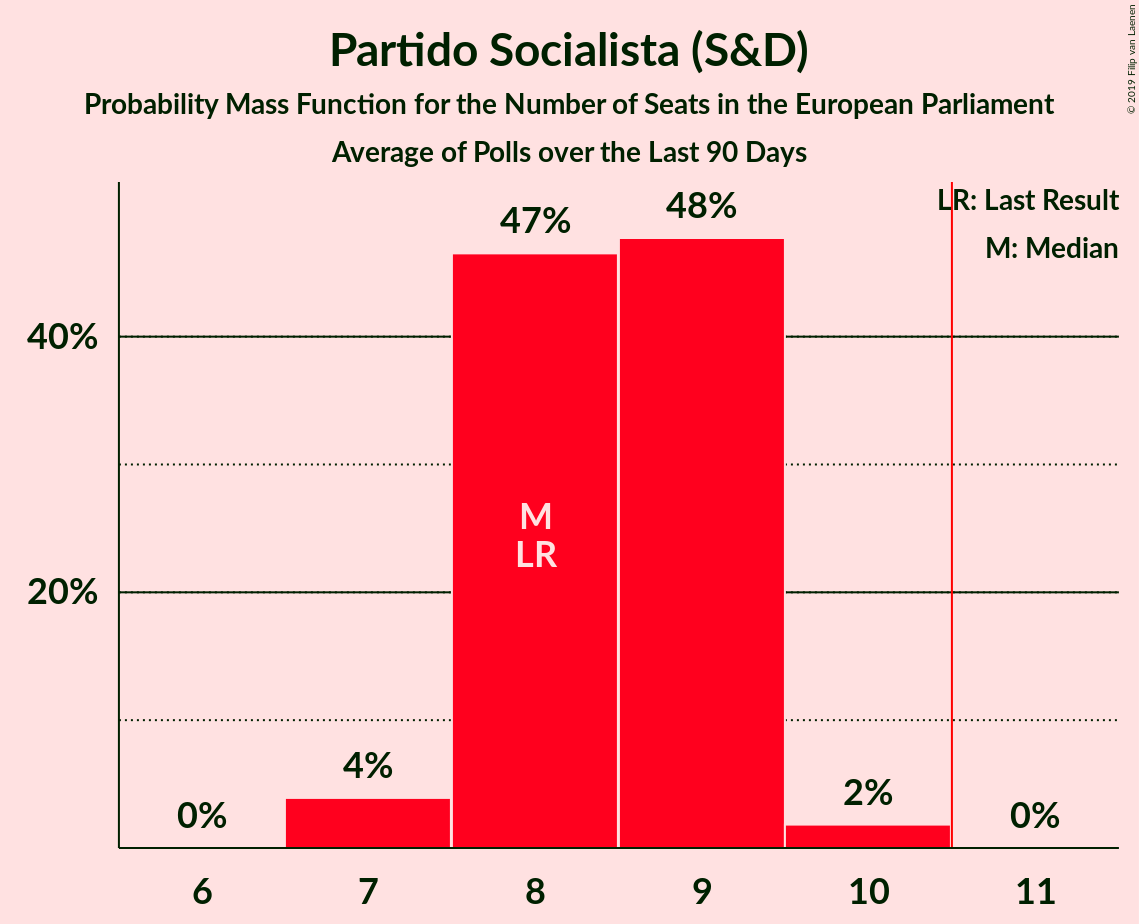 Partido Socialista (S&D)
Probability Mass Function for the Number of Seats in the European Parliament
Average of Polls over the Last 90 Days
© 2019 Filip van Laenen
LR: Last Result
M: Median
40%
20%
0%
4%
47%
48%
2%
0%
M
LR
6
7
8
9
10
11